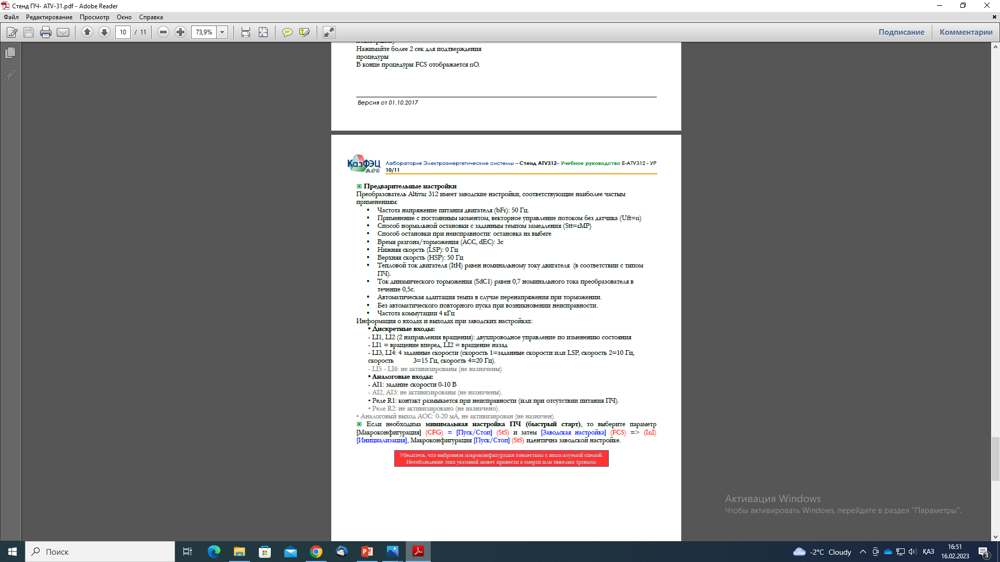 Стенд ПЧ- ATV-31.pdf - Adobe Reader
Файл Редактирование Просмотр Окно Справка
10 / 11 73,9% Подписание Комментарии
Нажимайте более 2 сек для подтверждения
процедуры
В конце процедуры FCS отображается nO.
Версия от 01.10.2017
КазФЭЦ
Лаборатория Электроэнергетические системы – Стенд ATV312– Учебное руководство E-ATV312 - УР
10/11
Предварительные настройки
Преобразователь Altivar 312 имеет заводские настройки, соответствующие наиболее частым
применениям:
• Частота напряжение питания двигателя (bFr): 50 Гц.
• Применение с постоянным моментом, векторное управление потоком без датчика (Uft=n)
• Способ нормальной остановки с заданным темпом замедления (Stt=rMP)
• Способ остановки при неисправности: остановка на выбеге
• Время разгона/торможения (ACC, dEC): 3с
• Нижняя скорсть (LSP): 0 Гц
• Верхняя скорсть (HSP): 50 Гц
• Тепловой ток двигателя (ItH) равен номинальному току двигателя (в соответствии с типом
ПЧ).
• Ток динамического торможения (SdC1) равен 0,7 номинального тока преобразователя в
течение 0,5с.
• Автоматическая адаптация темпа в случае перенапряжения при торможении.
• Без автоматического повторного пуска при возникновении неисправности.
• Частота коммутации 4 кГц
Информация о входах и выходах при заводских настройках:
• Дискретные входы:
- LI1, LI2 (2 направления вращения): двухпроводное управление по изменению состояния
- LI1 = вращение вперед, LI2 = вращение назад
- LI3, LI4: 4 заданные скорости (скорость 1=заданные скорости или LSP, скорость 2=10 Гц,
скорость 3=15 Гц, скорость 4=20 Гц).
- LI5 - LI6: не активизированы (не назначены)
• Аналоговые входы:
- AI1: задание скорости 0-10 В
- AI2, AI3: не активизированы (не назначены).
• Реле R1: контакт размыкается при неисправности (или при отсутствии питания ПЧ).
• Реле R2: не активизировано (не назначено).
• Аналоговый выход AOC: 0-20 мА, не активизирован (не назначен).
Если необходима минимальная настройка ПЧ (быстрый старт), то выберите параметр
[Макроконфигурация] (CFG) = [Пуск/Стоп] (StS) и затем [Заводская настройка] (FCS) => (InI)
[Инициализация], Макроконфигурация [Пуск/Стоп] (StS) идентична заводской настройке.
Убедитесь, что выбранная макроконфигурация совместима с используемой схемой.
Несоблюдение этих указаний может привести к смерти или тяжелым травмам.
Активация Windows
Чтобы активировать Windows, перейдите в раздел "Параметры".
Поиск
-2°C Cloudy
ҚАЗ
16:51
16.02.2023
3